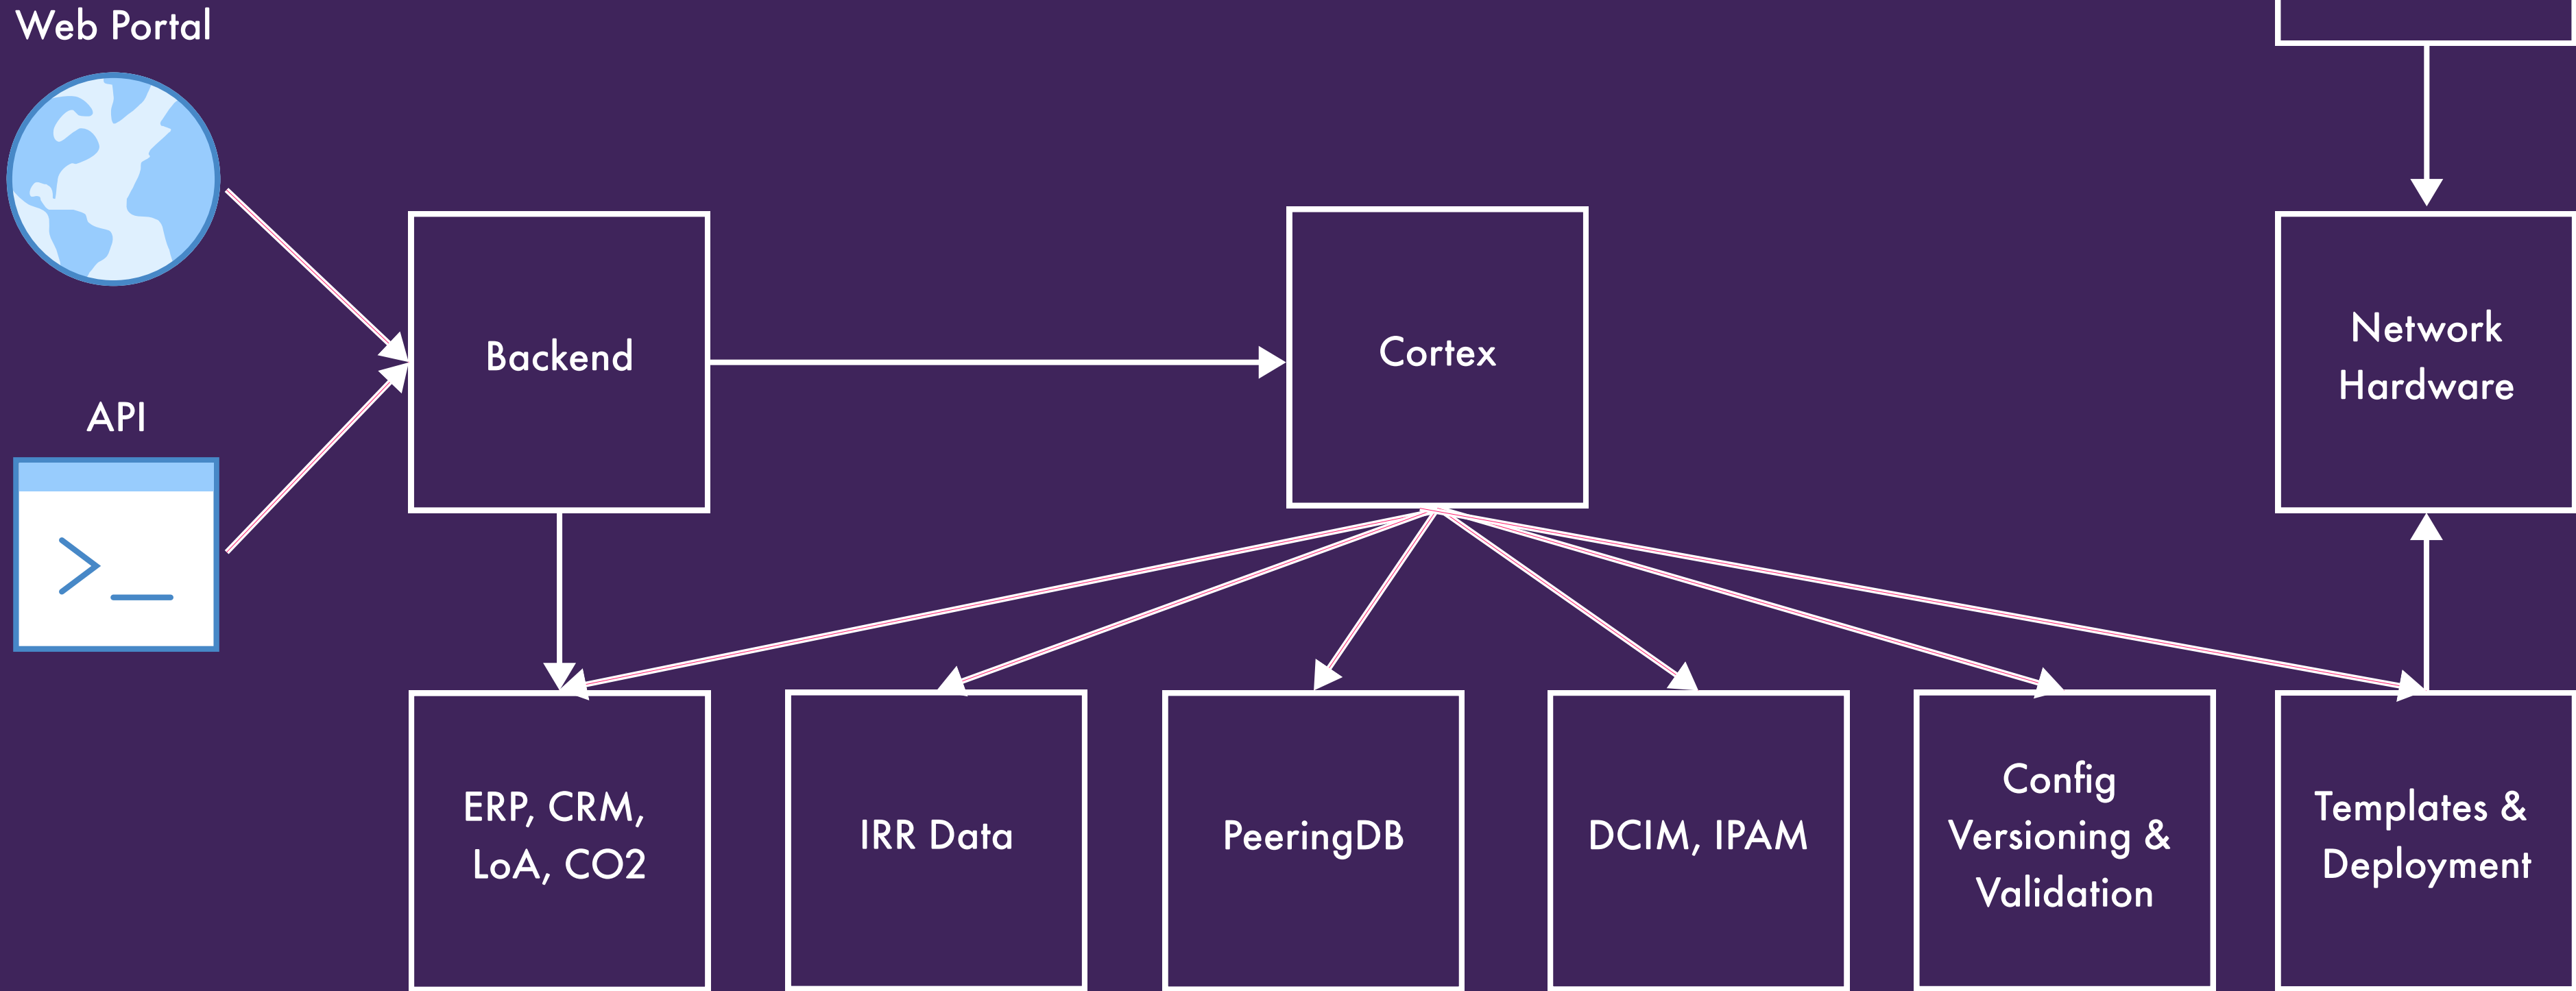 Web Portal
API
>_
Backend
Cortex
Network
Hardware
ERP, CRM,
LoA, CO2
IRR Data
PeeringDB
DCIM, IPAM
Config
Versioning &
Validation
Templates &
Deployment